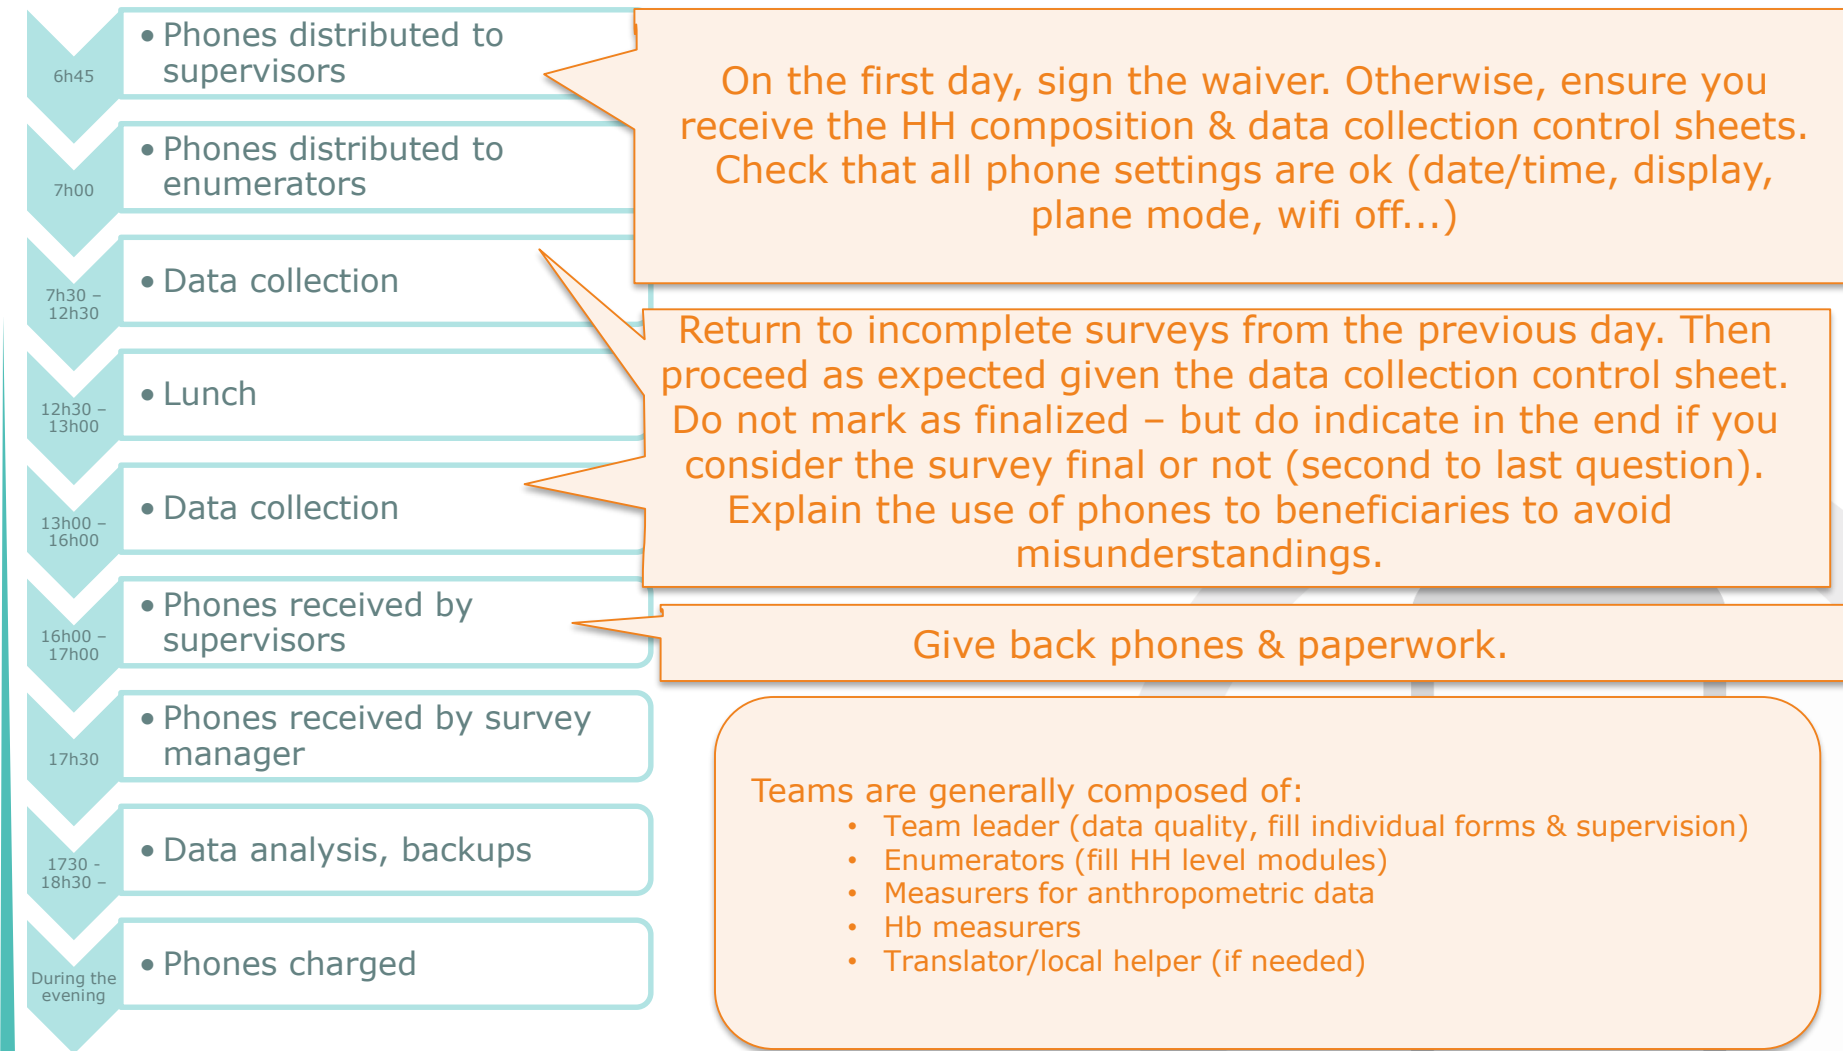 6h45
• Phones distributed to
supervisors
7h00
• Phones distributed to
enumerators
7h30 –
12h30
• Data collection
12h30 –
13h00
• Lunch
13h00 –
16h00
• Data collection
16h00 –
17h00
• Phones received by
supervisors
17h30
• Phones received by survey
manager
1730 -
18h30 –
• Data analysis, backups
During the
evening
• Phones charged
On the first day, sign the waiver. Otherwise, ensure you
receive the HH composition & data collection control sheets.
Check that all phone settings are ok (date/time, display,
plane mode, wifi off...)
Return to incomplete surveys from the previous day. Then
proceed as expected given the data collection control sheet.
Do not mark as finalized – but do indicate in the end if you
consider the survey final or not (second to last question).
Explain the use of phones to beneficiaries to avoid
misunderstandings.
Give back phones & paperwork.
Teams are generally composed of:
• Team leader (data quality, fill individual forms & supervision)
• Enumerators (fill HH level modules)
• Measurers for anthropometric data
• Hb measurers
• Translator/local helper (if needed)